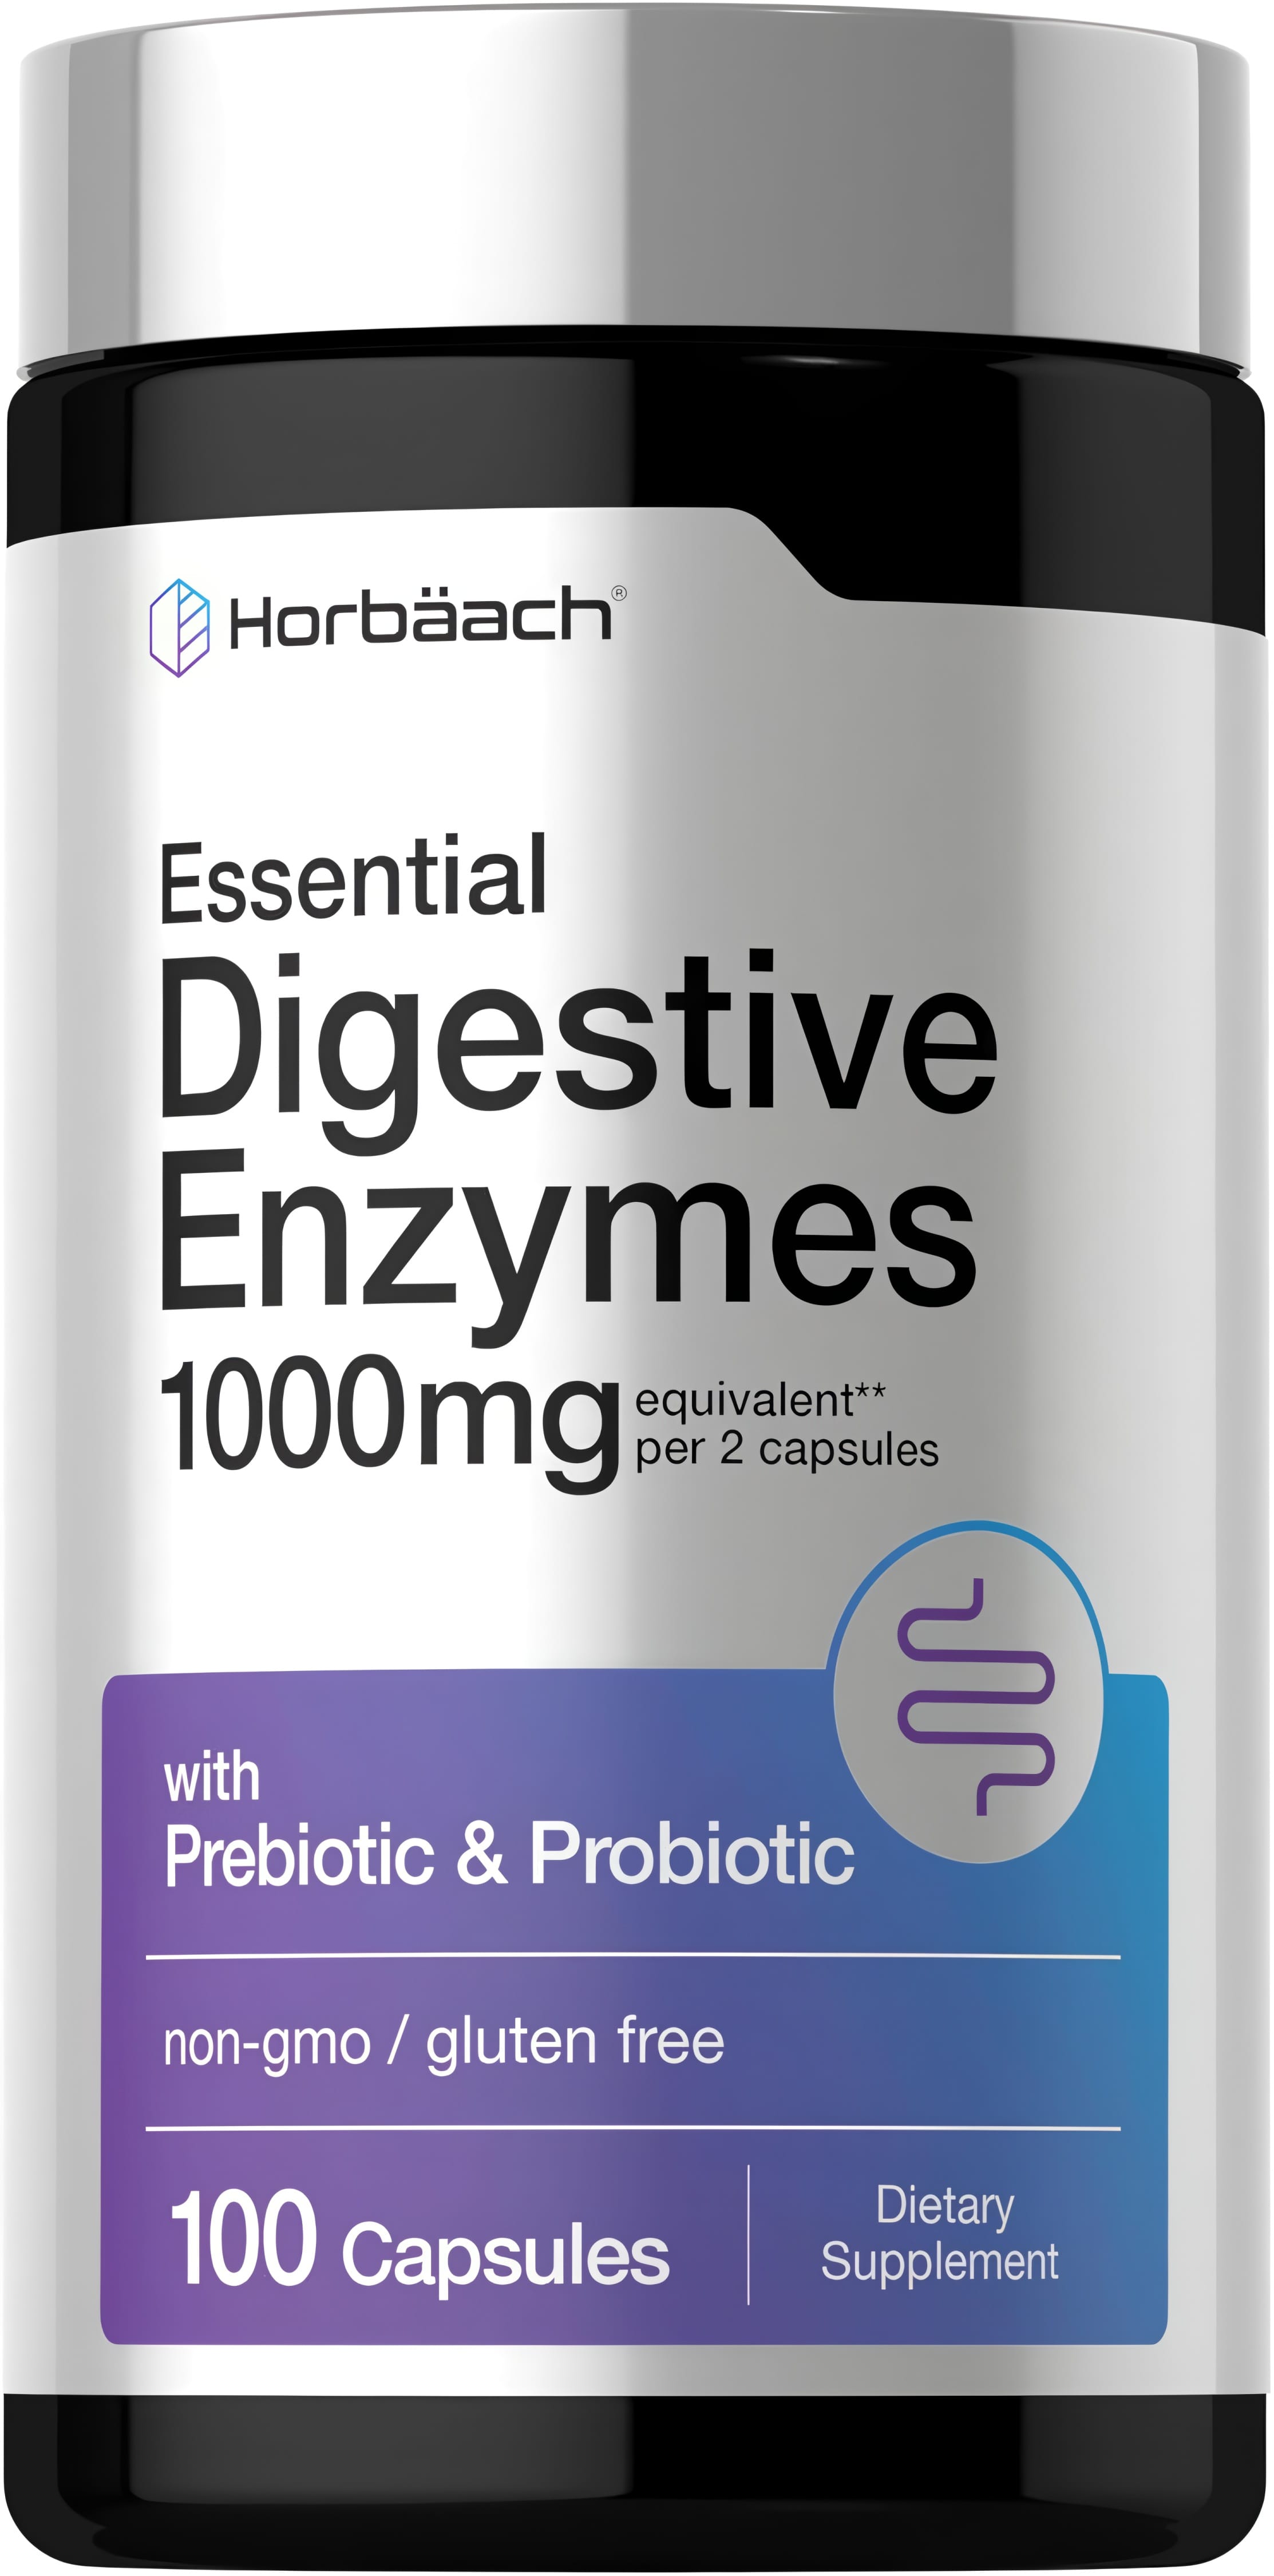 Horbäach®
Essential
Digestive
Enzymes
1000mg equivalent**
per 2 capsules
with
Prebiotic & Probiotic
non-gmo / gluten free
100 Capsules
Dietary
Supplement